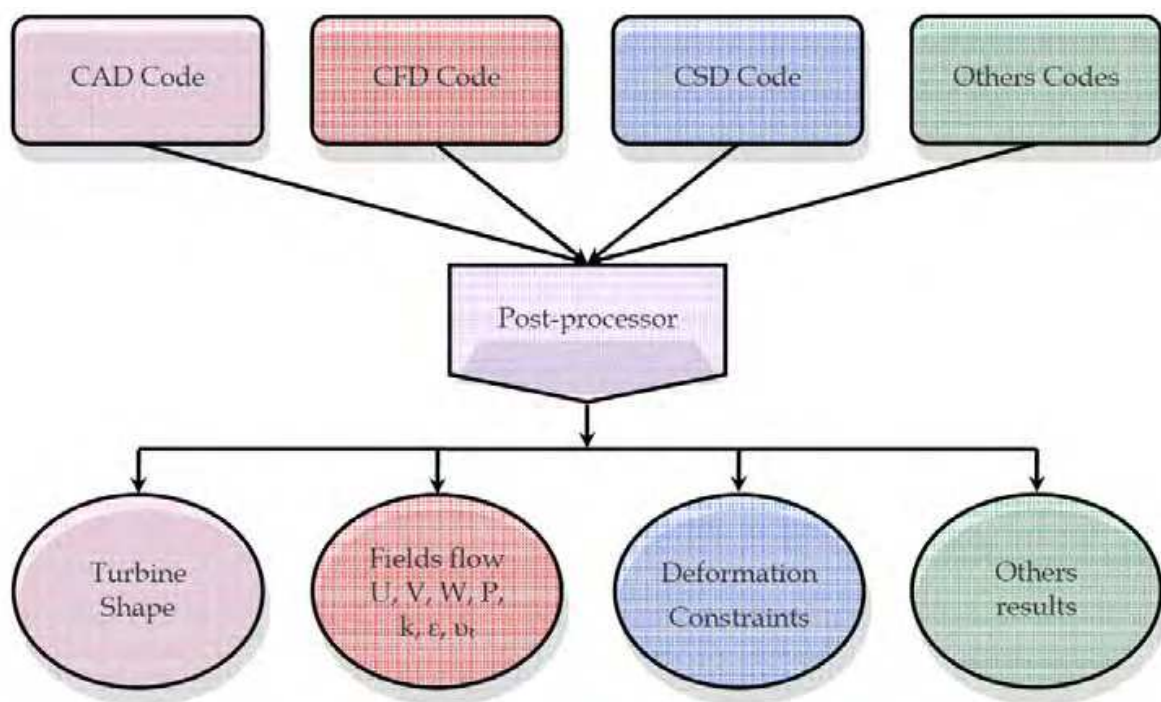 CAD Code
CFD Code
CSD Code
Others Codes
Post-processor
Turbine
Shape
Fields flow
U, V, W, P,
k, ε, υₜ
Deformation
Constraints
Others
results